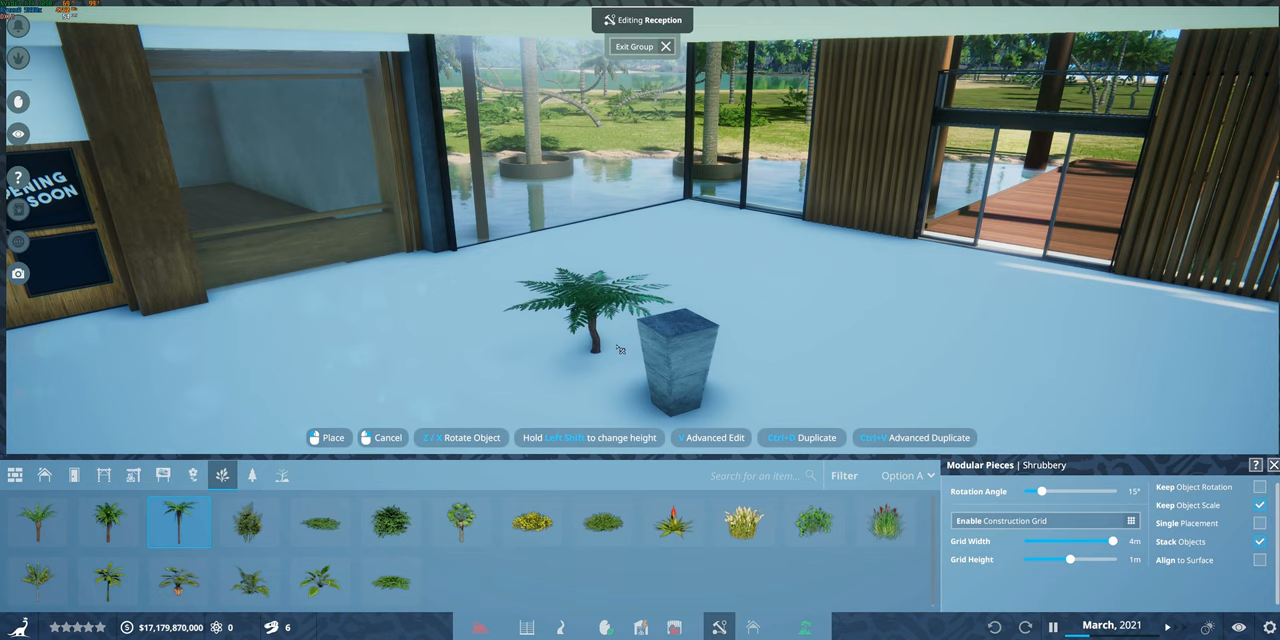 Editing Reception
Exit Group
ENING
SOON
Place
Cancel
Z / X Rotate Object
Hold Left Shift to change height
V Advanced Edit
Ctrl+D Duplicate
Ctrl+V Advanced Duplicate
Search for an item...
Filter
Option A
Modular Pieces | Shrubbery
?
Rotation Angle
15°
Keep Object Rotation
Keep Object Scale
Enable Construction Grid
Single Placement
Grid Width
4m
Stack Objects
Grid Height
1m
Align to Surface
$17,179,870,000
0
6
March, 2021